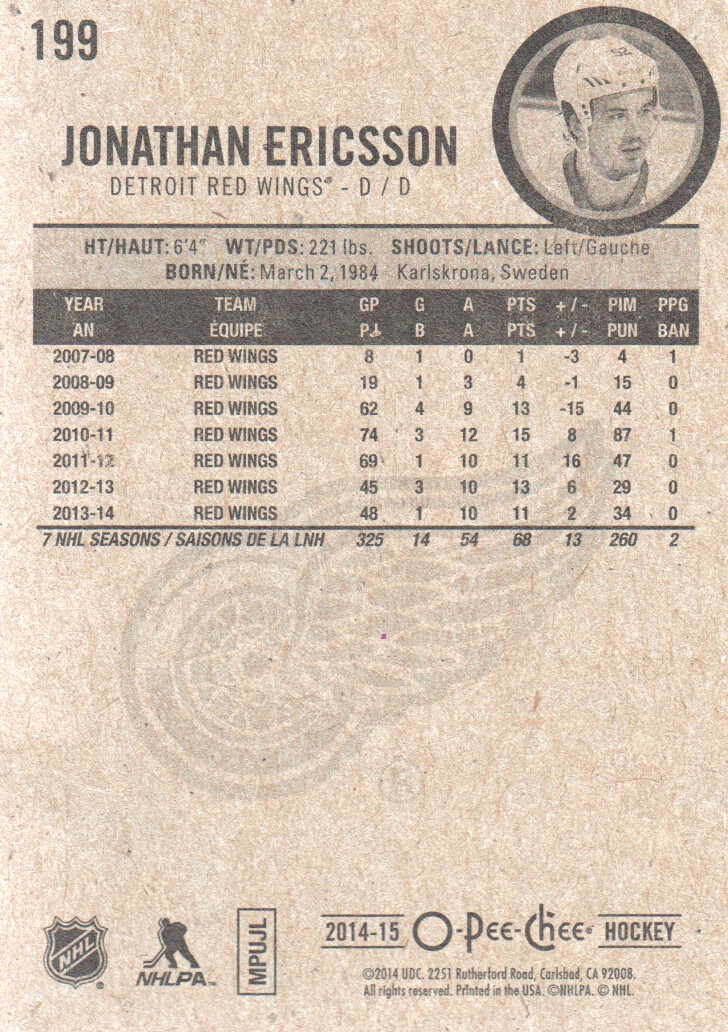 199
52
JONATHAN ERICSSON
DETROIT RED WINGS® - D / D
HT/HAUT: 6'4" WT/PDS: 221 lbs. SHOOTS/LANCE: Left/Gauche
BORN/NÉ: March 2, 1984 Karlskrona, Sweden
YEAR TEAM GP G A PTS +/- PIM PPG
AN ÉQUIPE PJ B A PTS +/- PUN BAN
2007-08 RED WINGS 8 1 0 1 -3 4 1
2008-09 RED WINGS 19 1 3 4 -1 15 0
2009-10 RED WINGS 62 4 9 13 -15 44 0
2010-11 RED WINGS 74 3 12 15 8 87 1
2011-12 RED WINGS 69 1 10 11 16 47 0
2012-13 RED WINGS 45 3 10 13 6 29 0
2013-14 RED WINGS 48 1 10 11 2 34 0
7 NHL SEASONS / SAISONS DE LA LNH 325 14 54 68 13 260 2
®
NHL ®
NHLPA™
MPUJL
2014-15 O-Pee-Chee® HOCKEY
©2014 UDC. 2251 Rutherford Road, Carlsbad, CA 92008.
All rights reserved. Printed in the USA. ©NHLPA. © NHL.